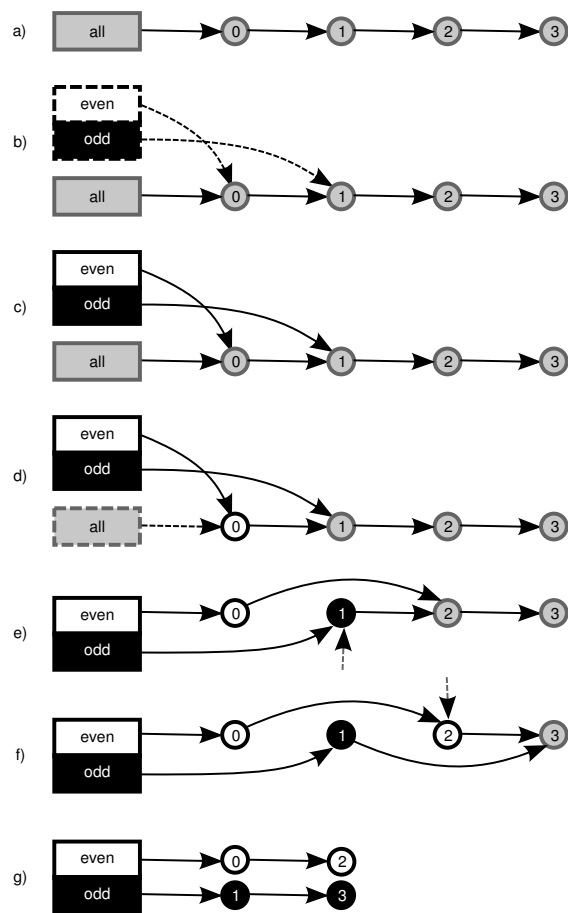 a) all 0 1 2 3
even
b) odd
all 0 1 2 3
even
c) odd
all 0 1 2 3
even
d) odd
all 0 1 2 3
even 0 1 2 3
e) odd
even 0 1 2 3
f) odd
even 0 2
g) odd 1 3